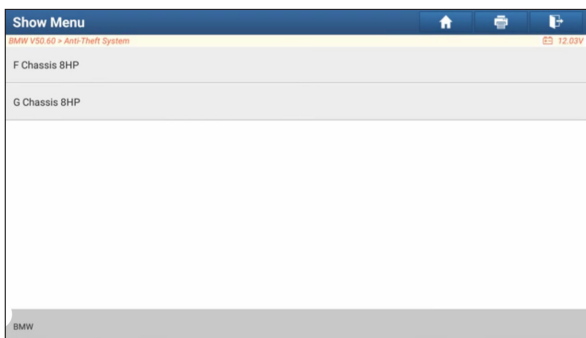 Show Menu
BMW V50.60 > Anti-Theft System 12.03V
F Chassis 8HP
G Chassis 8HP
BMW